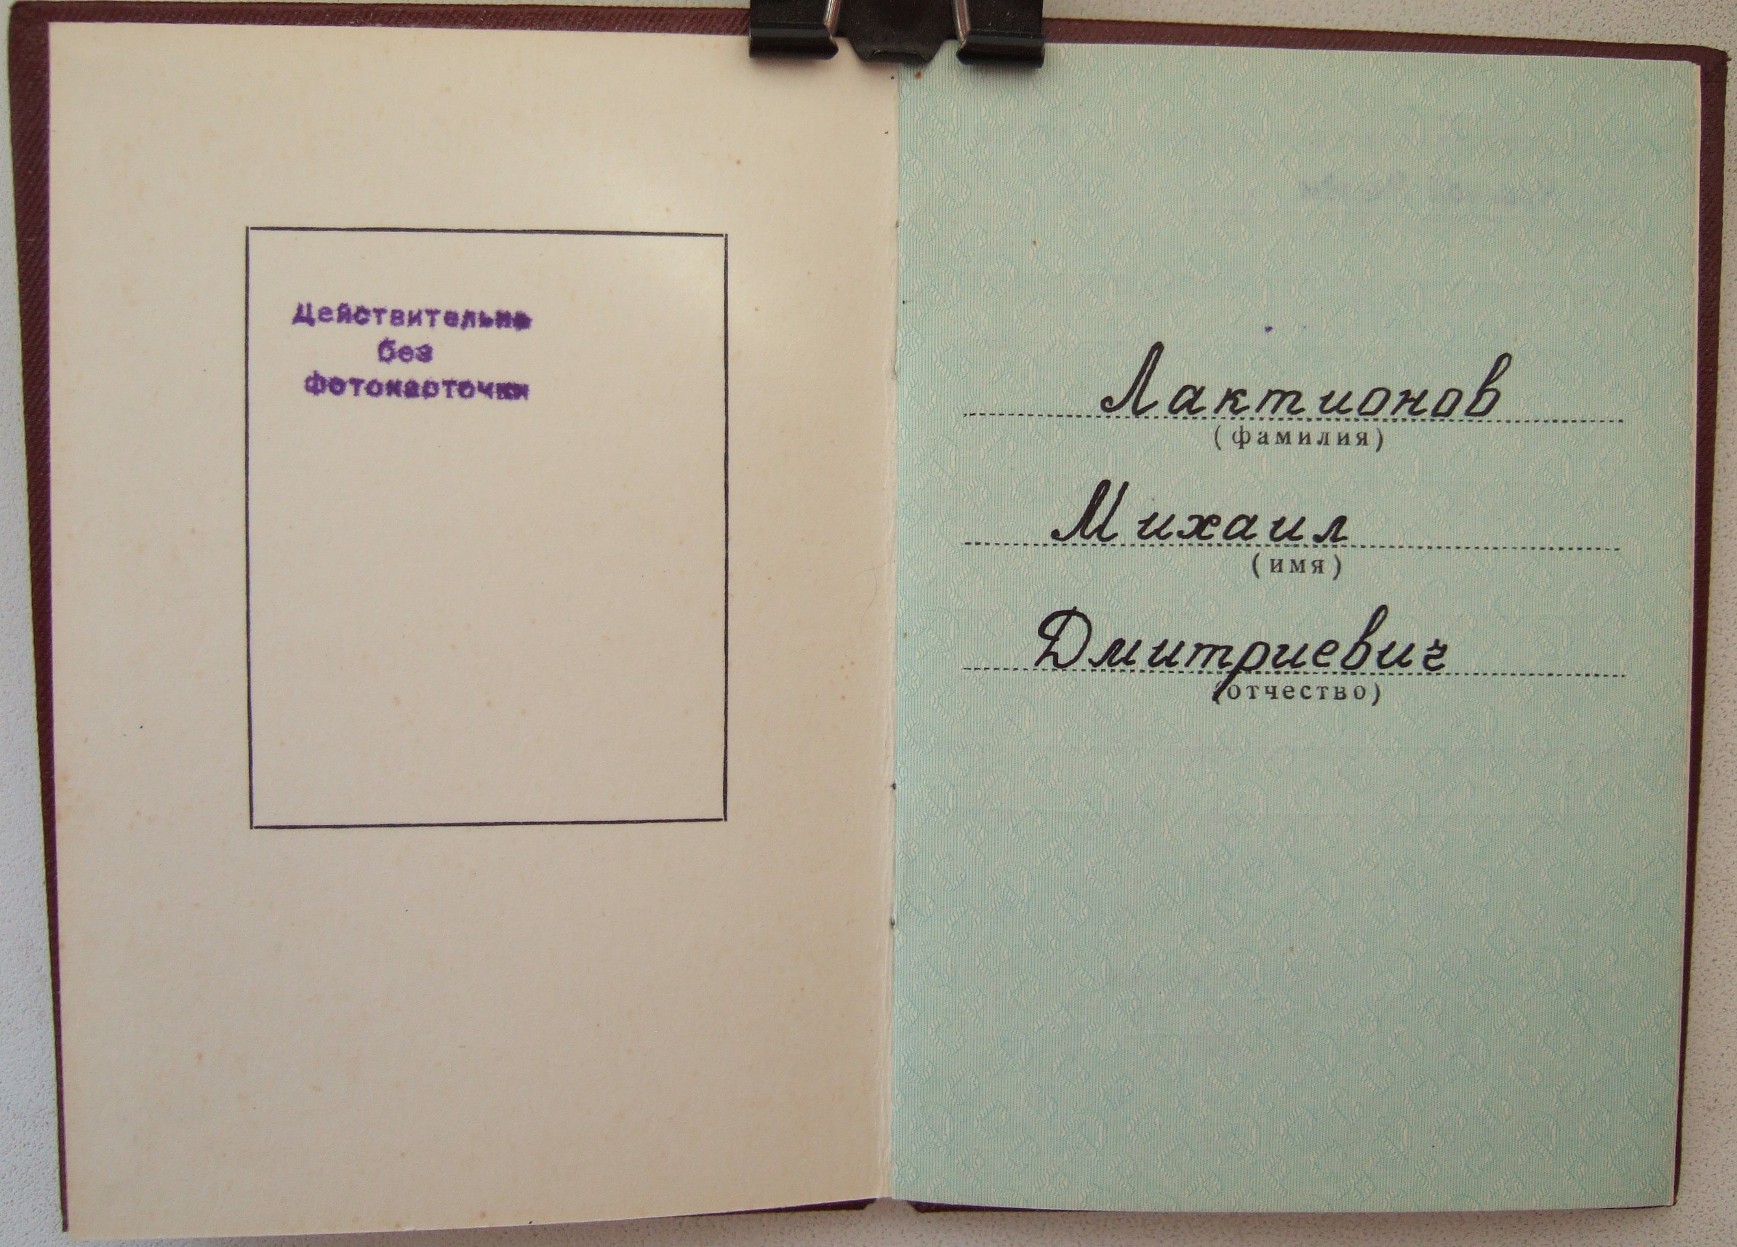 Действительно
без
фотокарточки
Лактионов
(фамилия)
Михаил
(имя)
Дмитриевич
(отчество)